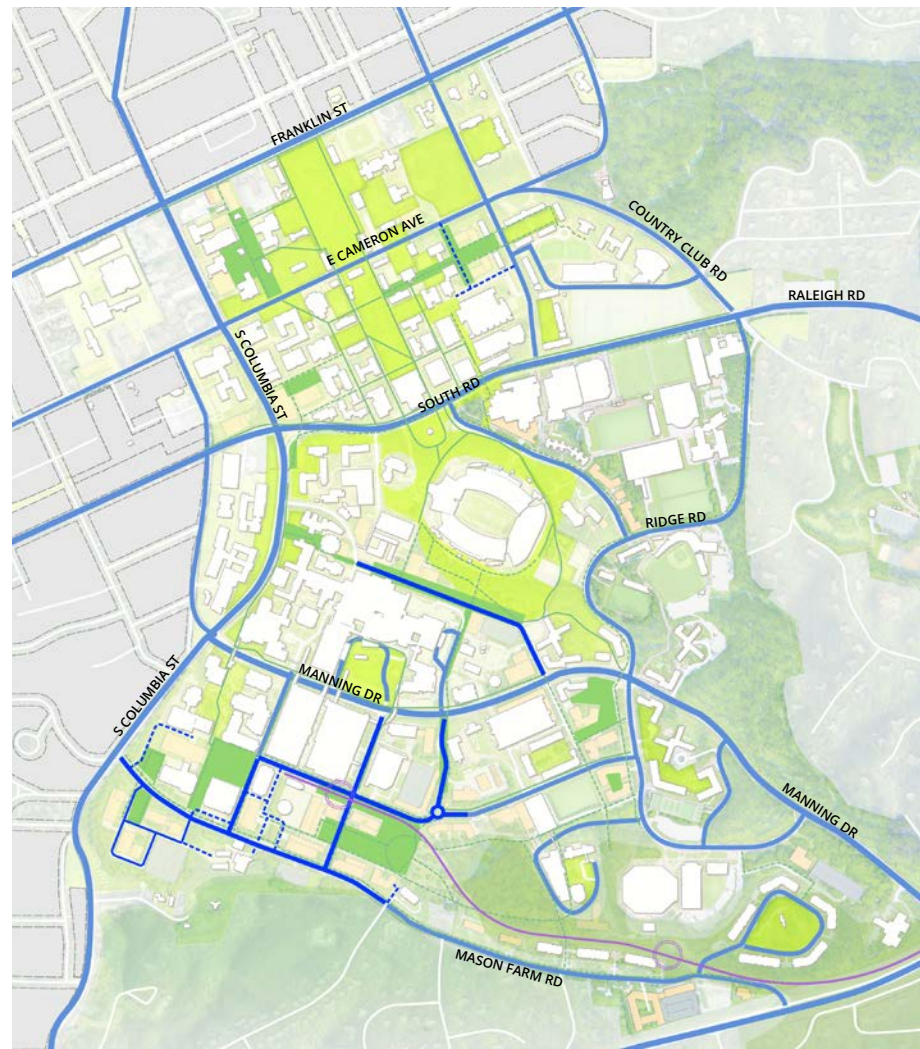 FRANKLIN ST
E CAMERON AVE
COUNTRY CLUB RD
RALEIGH RD
S COLUMBIA ST
SOUTH RD
RIDGE RD
S COLUMBIA ST
MANNING DR
MANNING DR
MASON FARM RD